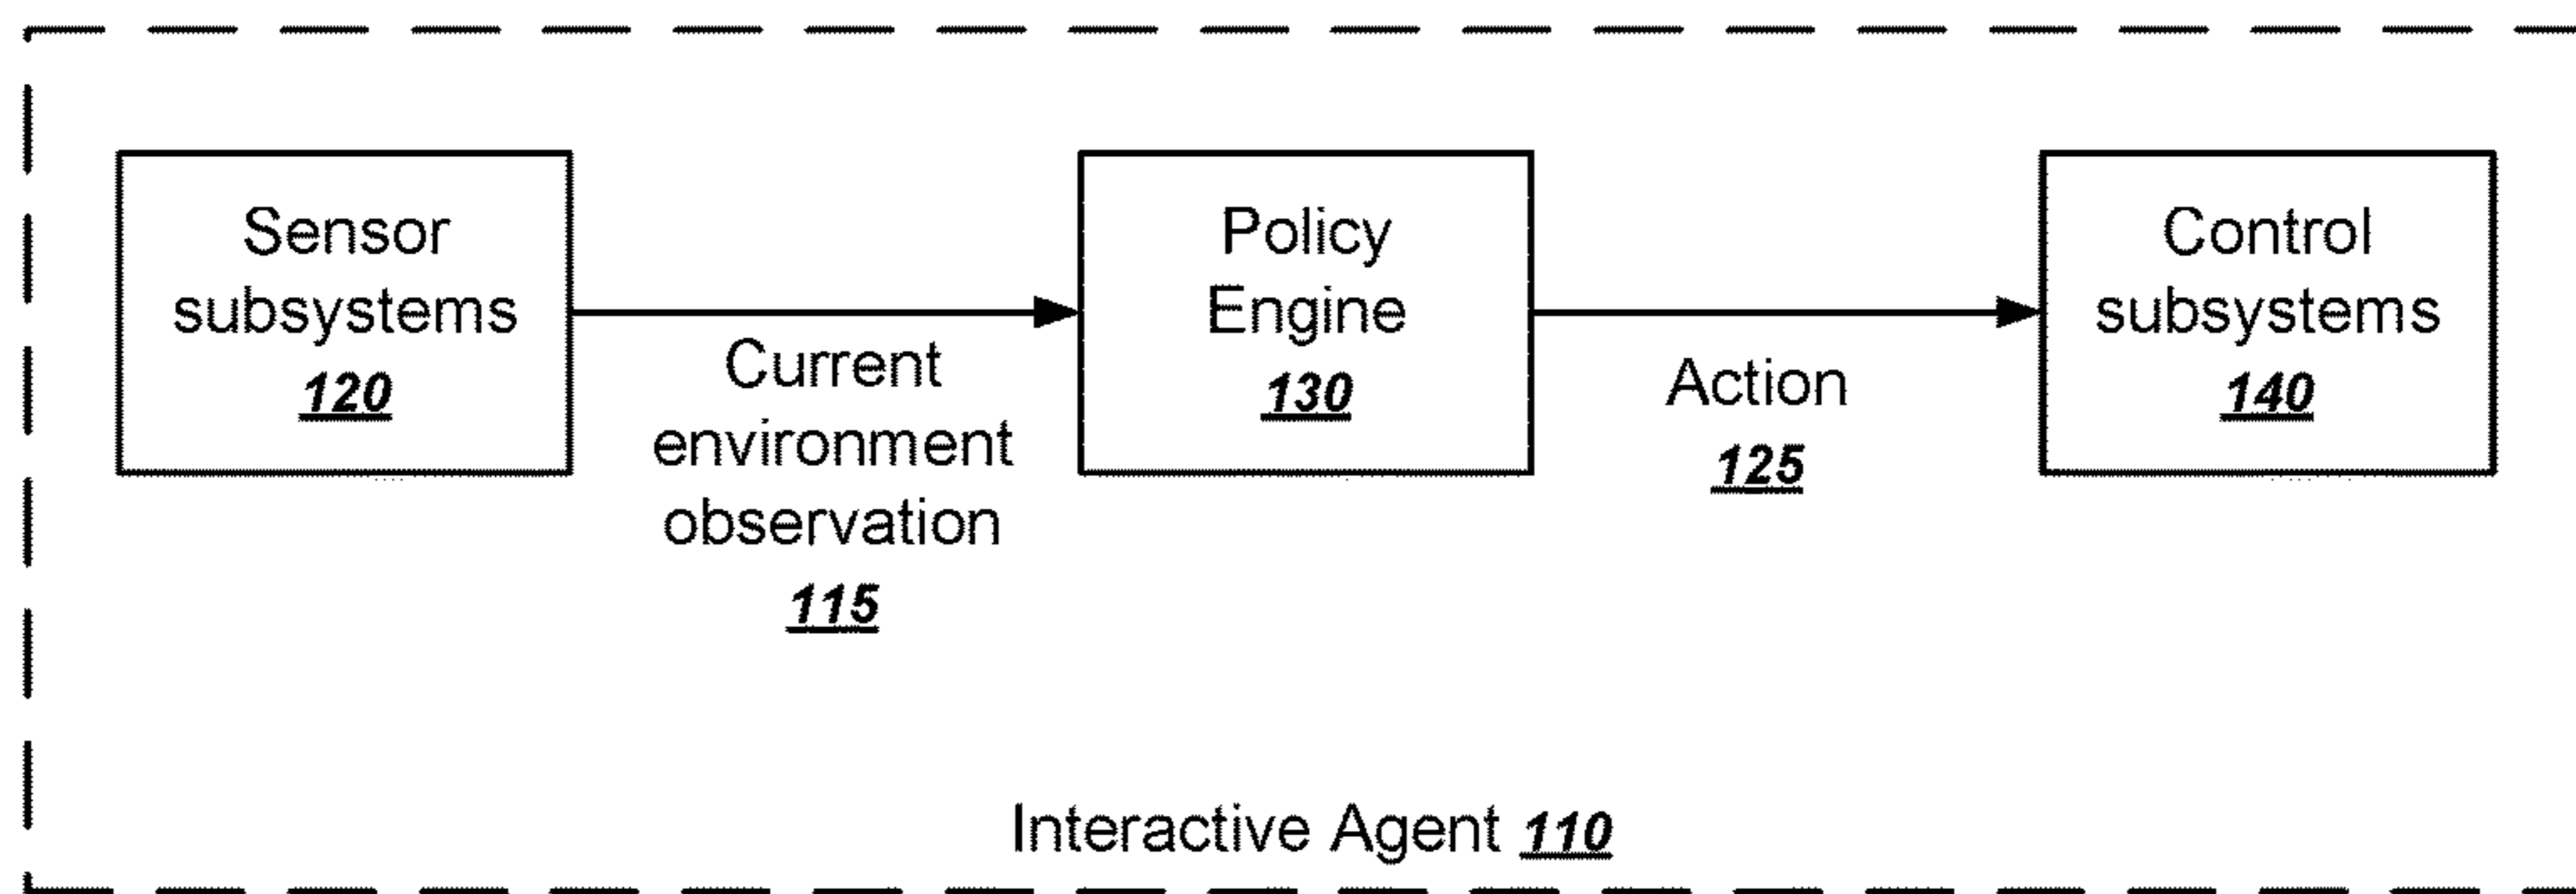 Sensor
subsystems
120
Current
environment
observation
115
Policy
Engine
130
Action
125
Control
subsystems
140
Interactive Agent 110